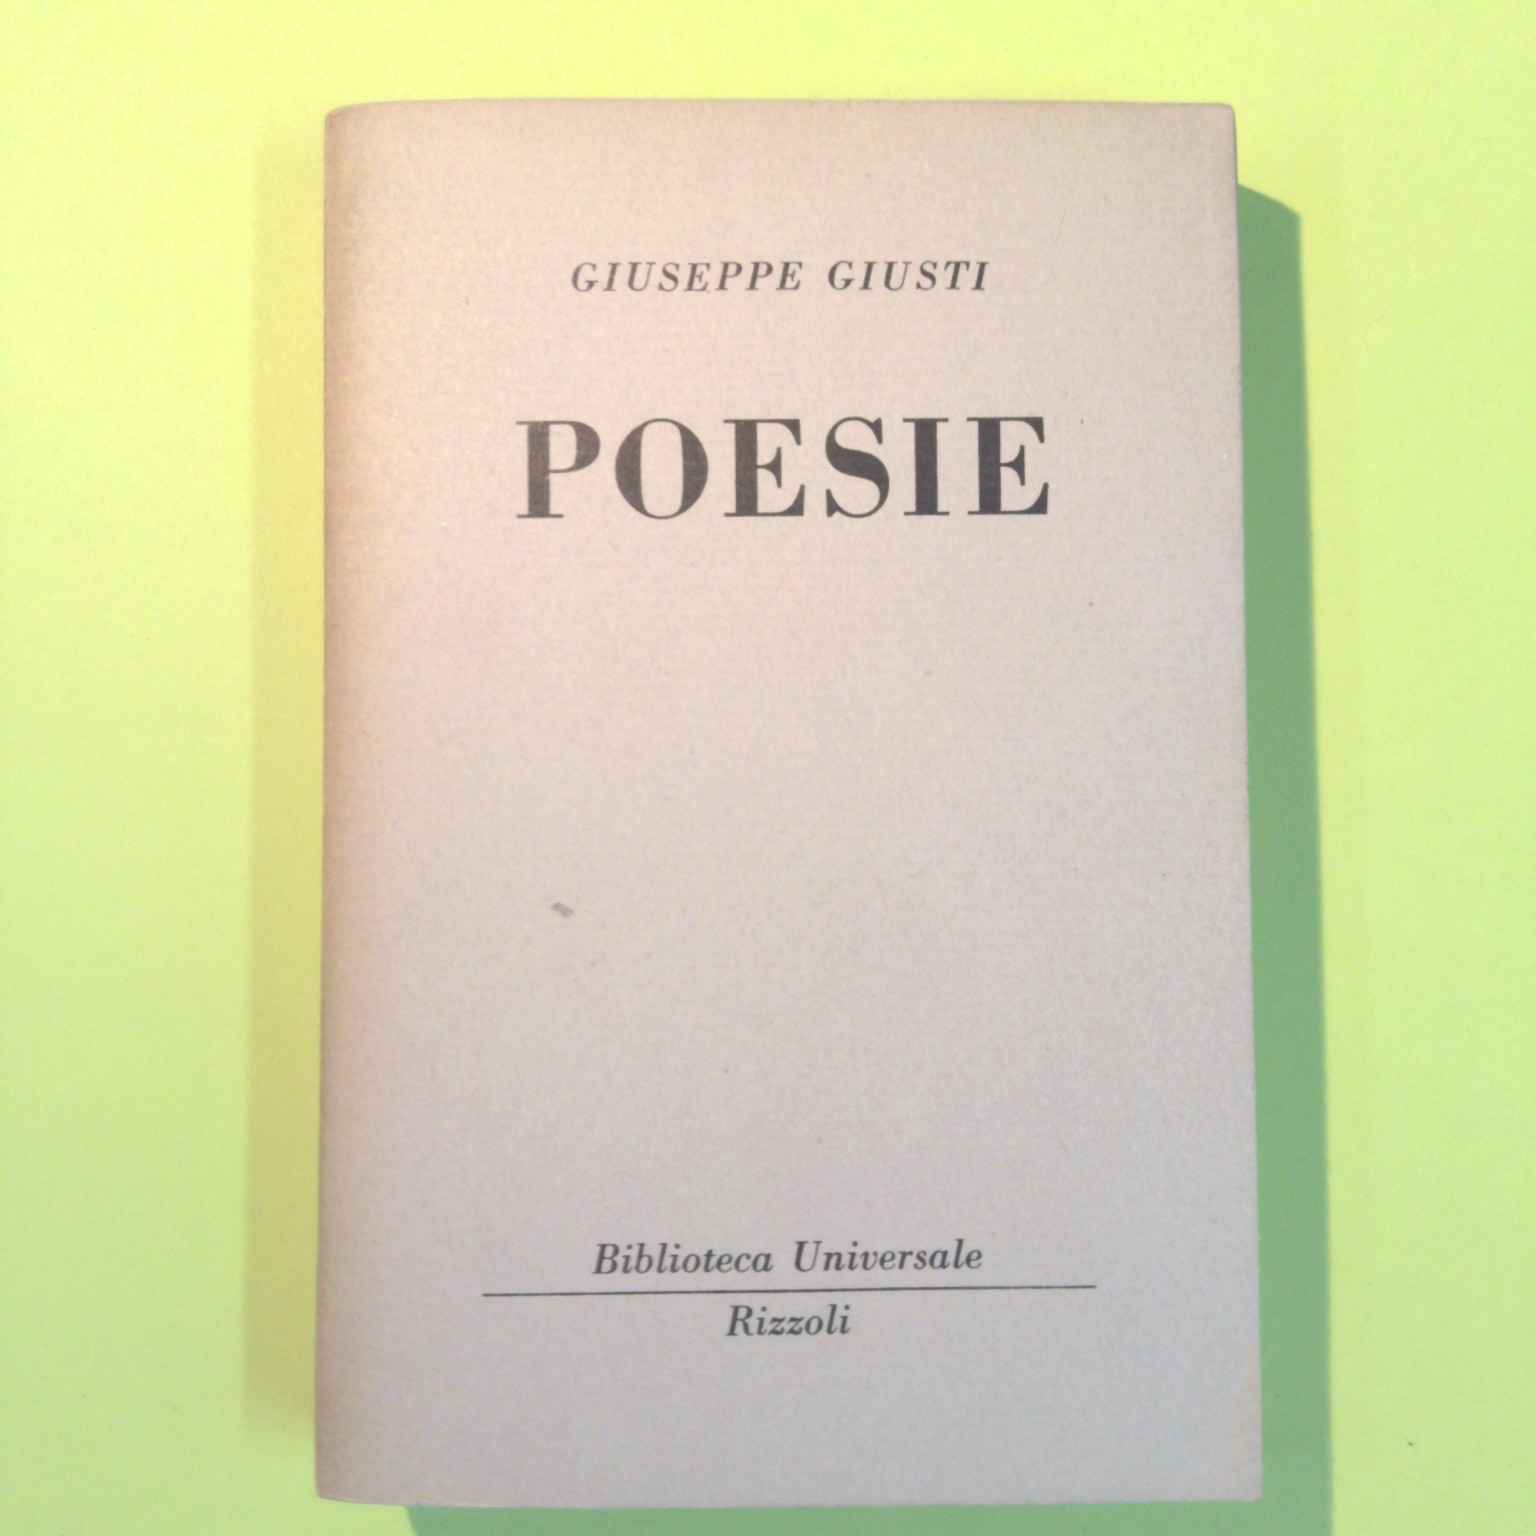 GIUSEPPE GIUSTI
POESIE
Biblioteca Universale
Rizzoli